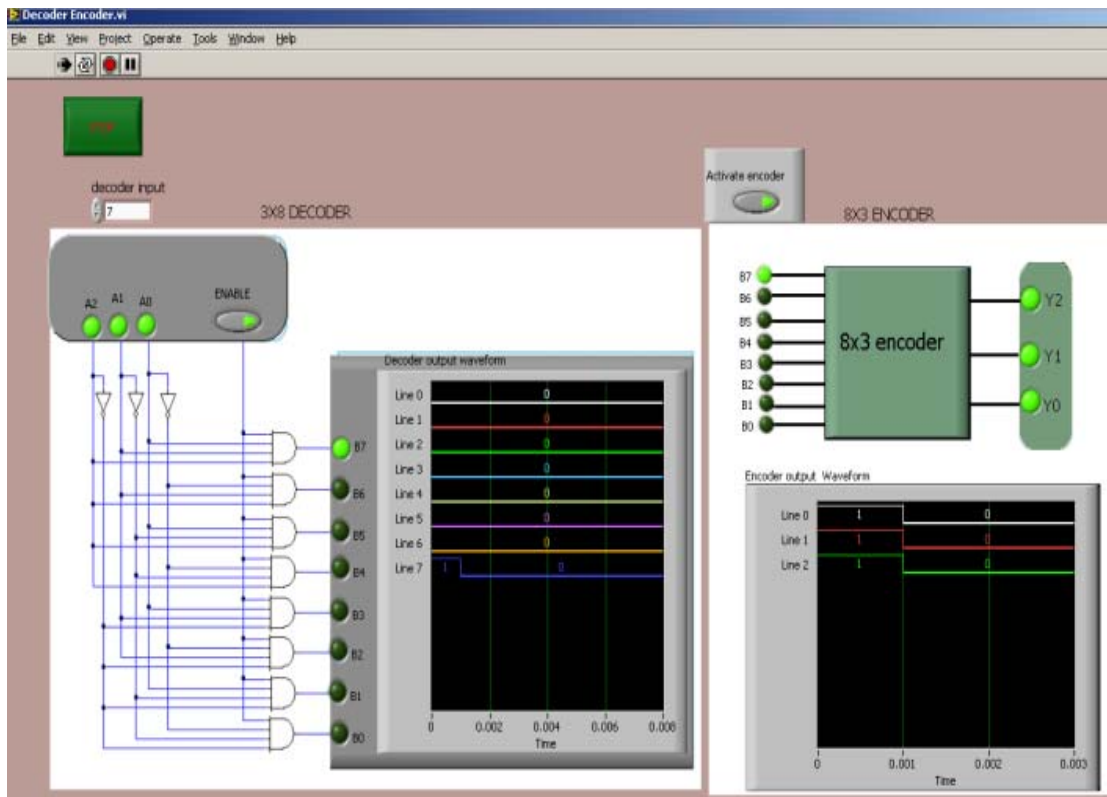 Decoder Encoder.vi
File Edit View Project Operate Tools Window Help
STOP
decoder input
7
3X8 DECODER
Activate encoder
8X3 ENCODER
A2 A1 A0 ENABLE
B7
B6
B5
B4
B3
B2
B1
B0
8x3 encoder
Y2
Y1
Y0
Decoder output waveform
Line 0 0
Line 1 0
Line 2 0
Line 3 0
Line 4 0
Line 5 0
Line 6 0
Line 7 1 0
0 0.002 0.004 0.006 0.008
Time
B7
B6
B5
B4
B3
B2
B1
B0
Encoder output Waveform
Line 0 1 0
Line 1 1 0
Line 2 1 0
0 0.001 0.002 0.003
Time